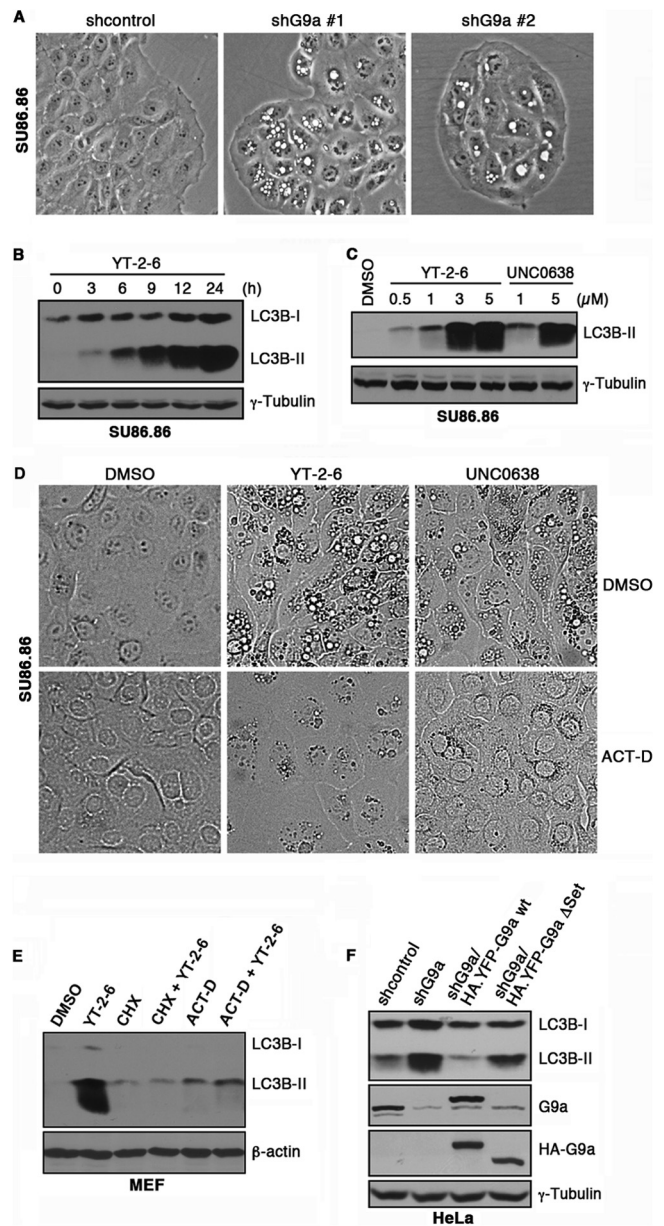 A
shcontrol
shG9a #1
shG9a #2
SU86.86
B
YT-2-6
0 3 6 9 12 24 (h)
LC3B-I
LC3B-II
γ-Tubulin
SU86.86
C
DMSO
YT-2-6
UNC0638
0.5 1 3 5 1 5 (μM)
LC3B-II
γ-Tubulin
SU86.86
D
DMSO
YT-2-6
UNC0638
SU86.86
DMSO
ACT-D
E
DMSO
YT-2-6
CHX
CHX + YT-2-6
ACT-D
ACT-D + YT-2-6
LC3B-I
LC3B-II
β-actin
MEF
F
shcontrol
shG9a
shG9a/
HA.YFP-G9a wt
shG9a/
HA.YFP-G9a ΔSet
LC3B-I
LC3B-II
G9a
HA-G9a
γ-Tubulin
HeLa